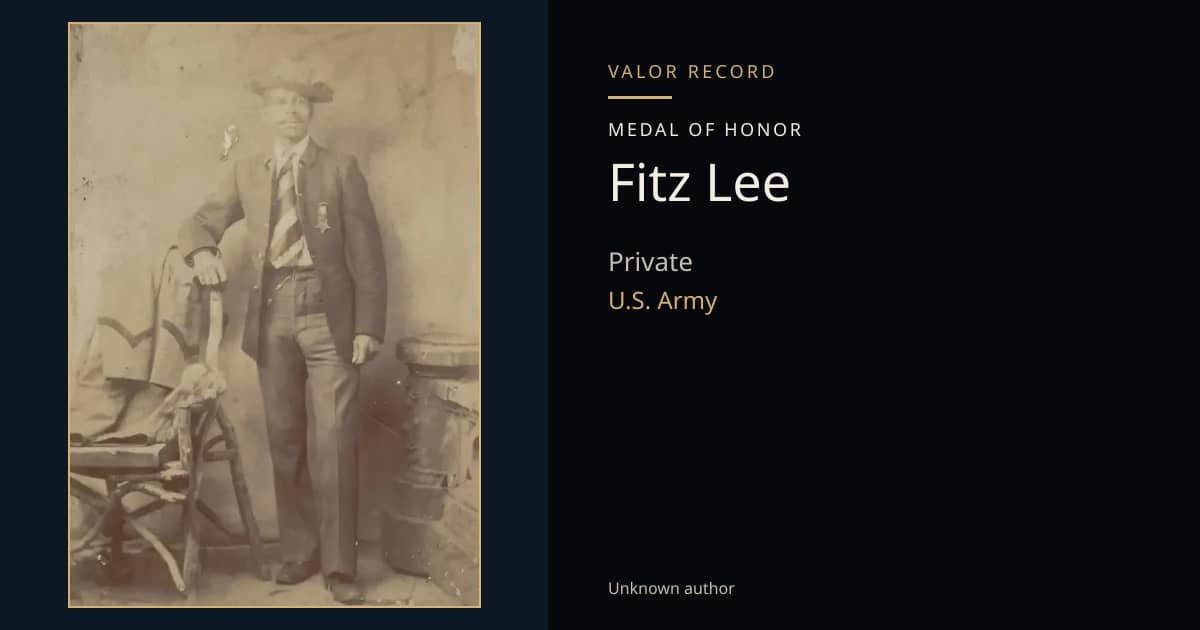 VALOR RECORD
MEDAL OF HONOR
Fitz Lee
Private
U.S. Army
Unknown author